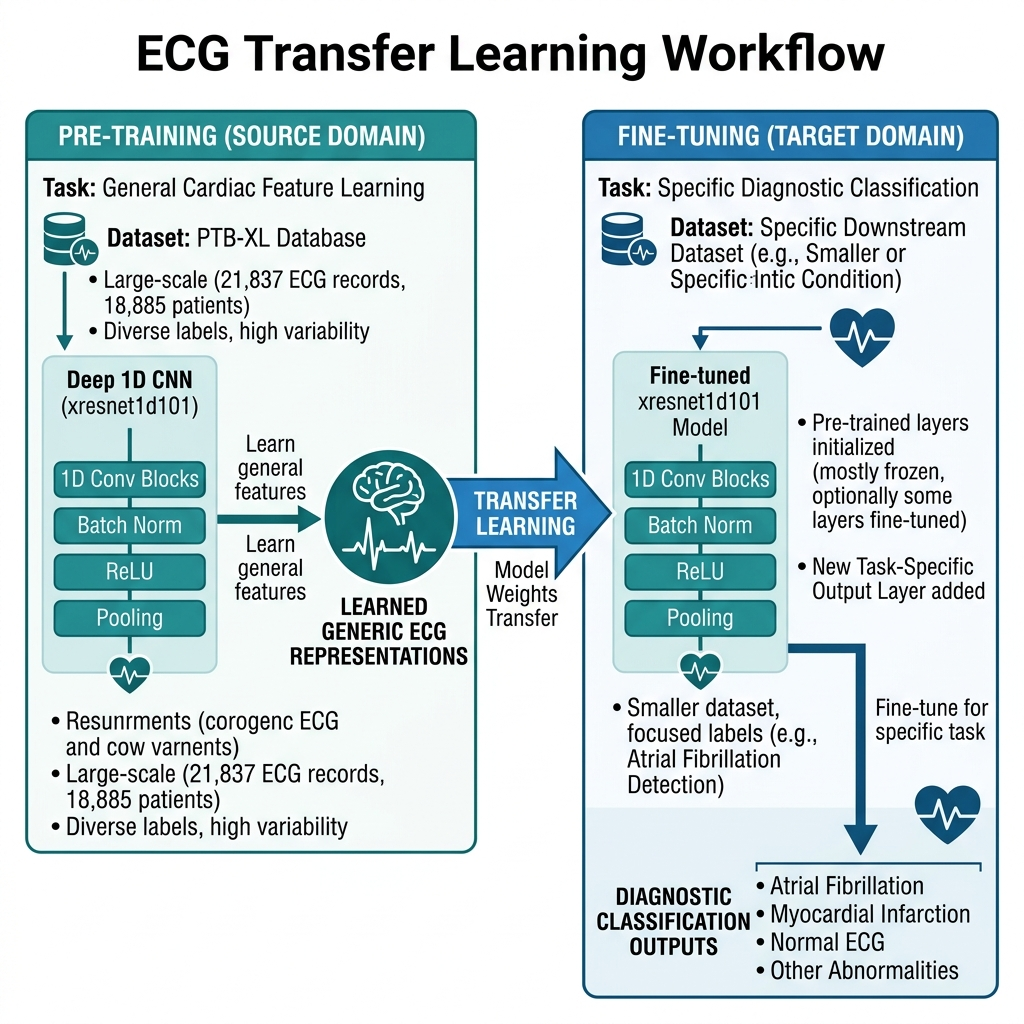 ECG Transfer Learning Workflow
PRE-TRAINING (SOURCE DOMAIN)
Task: General Cardiac Feature Learning
Dataset: PTB-XL Database
• Large-scale (21,837 ECG records,
18,885 patients)
• Diverse labels, high variability
Deep 1D CNN
(xresnet1d101)
1D Conv Blocks
Batch Norm
ReLU
Pooling
Learn
general
features
Learn
general
features
LEARNED
GENERIC ECG
REPRESENTATIONS
• Resunrments (corogenc ECG
and cow varnents)
• Large-scale (21,837 ECG records,
18,885 patients)
• Diverse labels, high variability
TRANSFER
LEARNING
Model
Weights
Transfer
FINE-TUNING (TARGET DOMAIN)
Task: Specific Diagnostic Classification
Dataset: Specific Downstream
Dataset (e.g., Smaller or
Specific Intic Condition)
Fine-tuned
xresnet1d101
Model
1D Conv Blocks
Batch Norm
ReLU
Pooling
• Pre-trained layers
initialized
(mostly frozen,
optionally some
layers fine-tuned)
• New Task-Specific
Output Layer added
• Smaller dataset,
focused labels (e.g.,
Atrial Fibrillation
Detection)
Fine-tune for
specific task
DIAGNOSTIC
CLASSIFICATION
OUTPUTS
• Atrial Fibrillation
• Myocardial Infarction
• Normal ECG
• Other Abnormalities